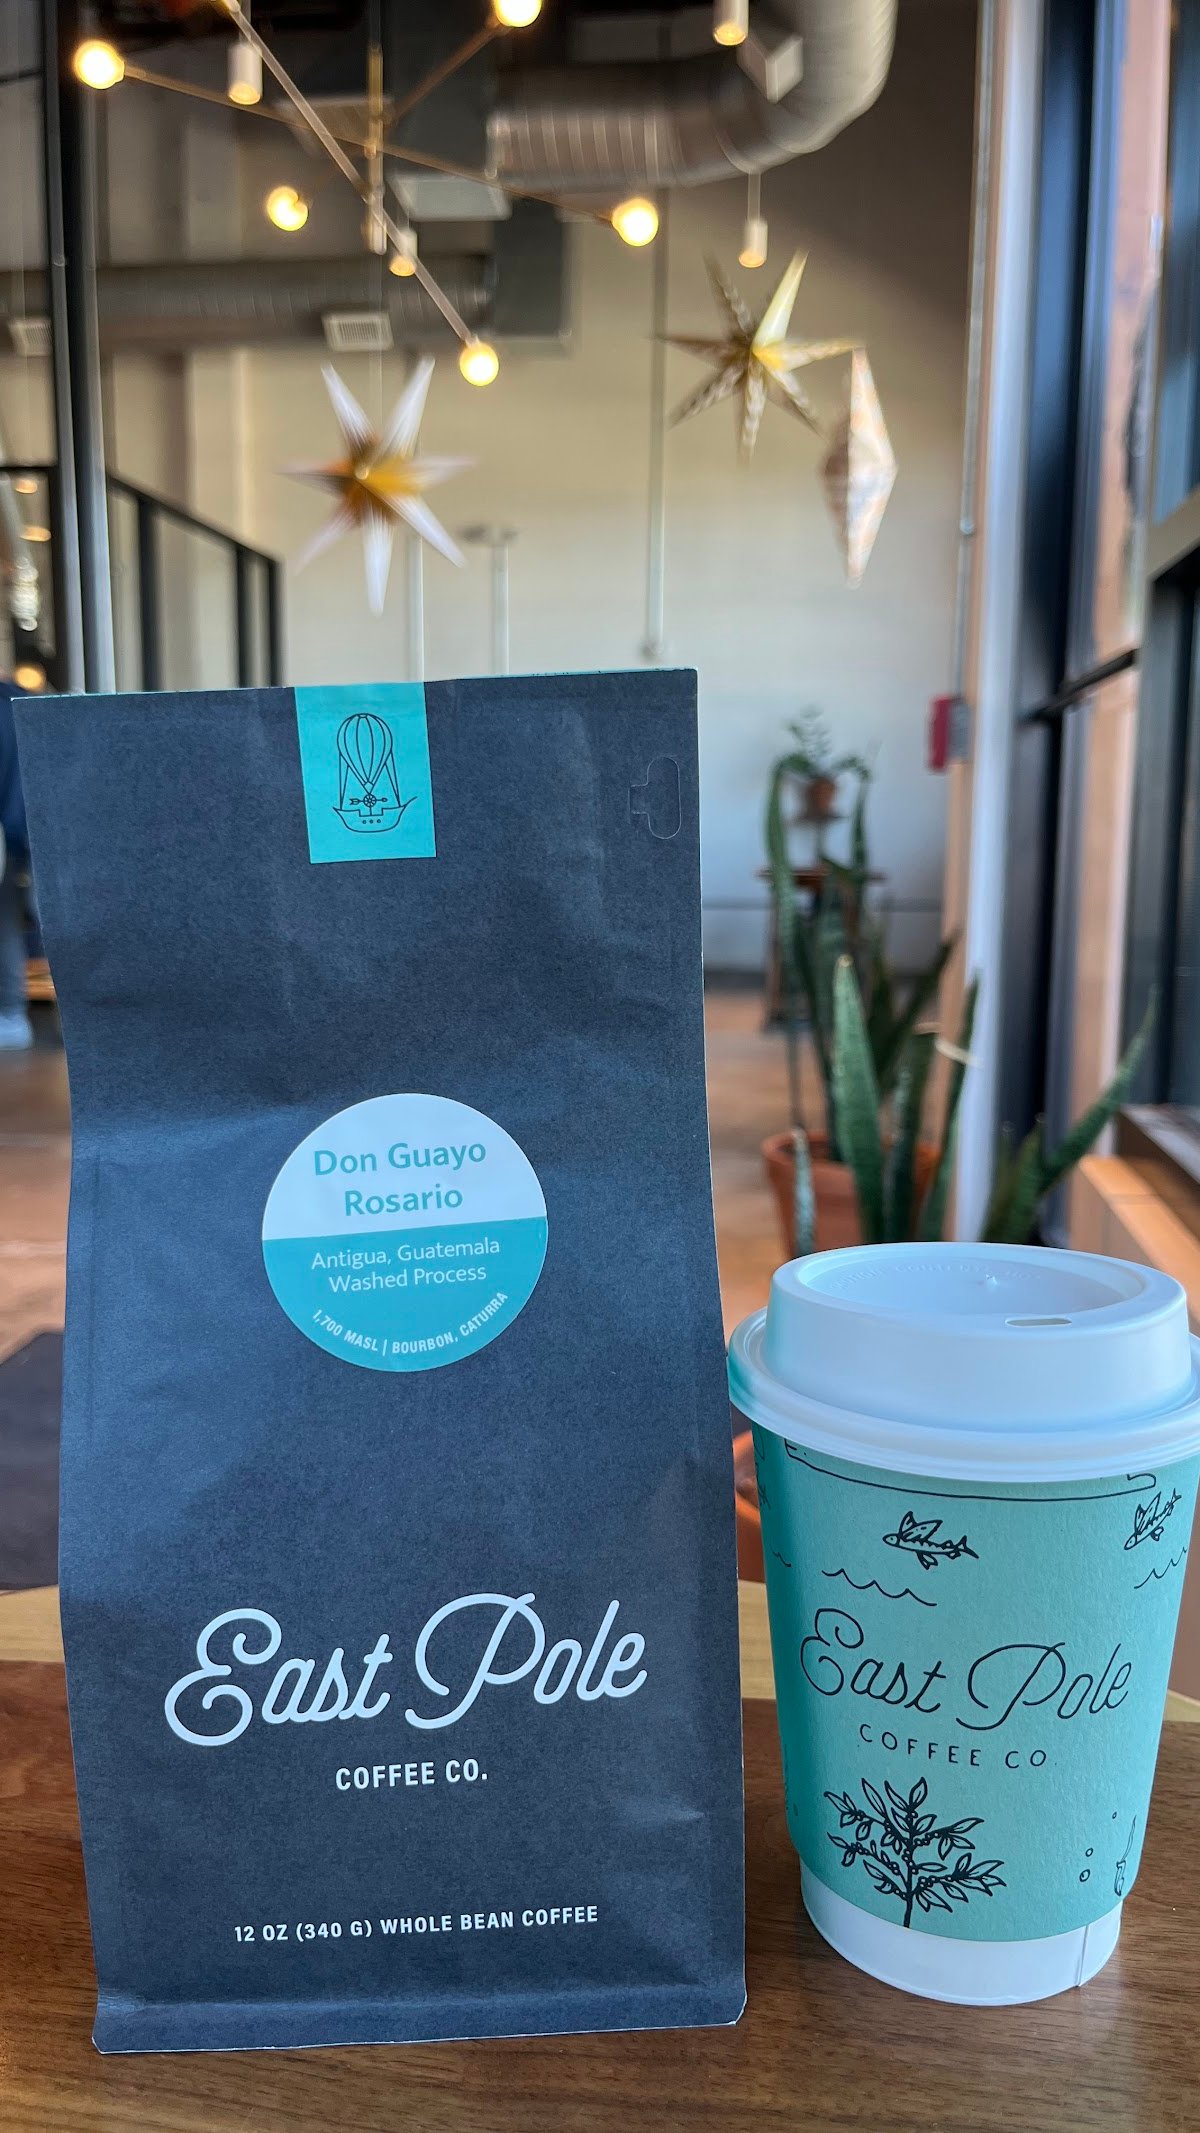 Don Guayo
Rosario
Antigua, Guatemala
Washed Process
1,700 MASL | BOURBON, CATURRA
East Pole
COFFEE CO.
12 OZ (340 G) WHOLE BEAN COFFEE
East Pole
COFFEE CO.